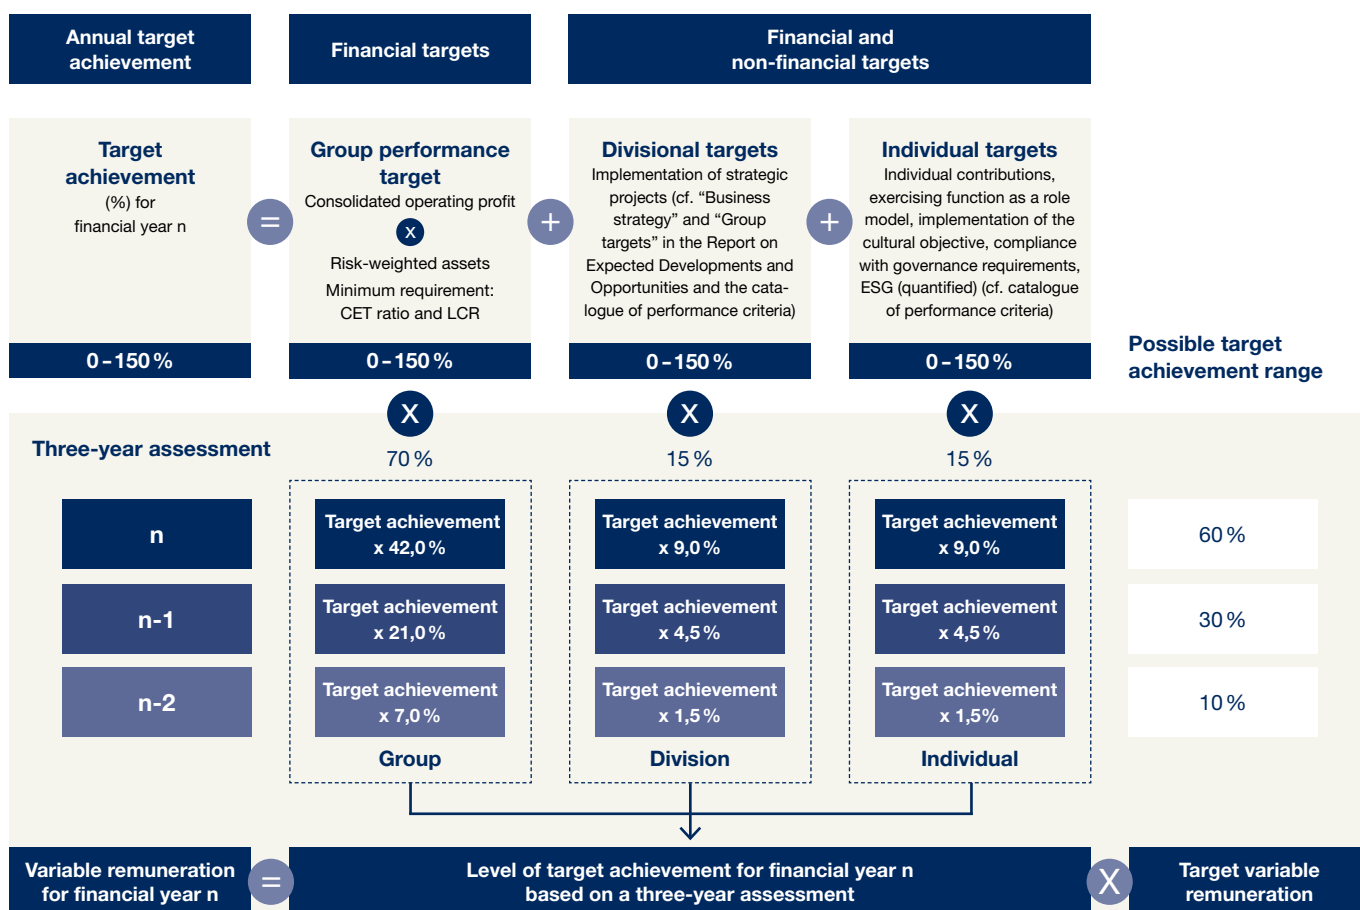 Annual target
achievement
Financial targets
Financial and
non-financial targets
Target
achievement
(%) for
financial year n
=
Group performance
target
Consolidated operating profit
x
Risk-weighted assets
Minimum requirement:
CET ratio and LCR
+
Divisional targets
Implementation of strategic
projects (cf. “Business
strategy” and “Group
targets” in the Report on
Expected Developments and
Opportunities and the cata-
logue of performance criteria)
+
Individual targets
Individual contributions,
exercising function as a role
model, implementation of the
cultural objective, compliance
with governance requirements,
ESG (quantified) (cf. catalogue
of performance criteria)
0–150 %
0–150 %
0–150 %
0–150 %
Possible target
achievement range
Three-year assessment
X
70 %
X
15 %
X
15 %
n
Target achievement
x 42,0 %
Target achievement
x 9,0 %
Target achievement
x 9,0 %
60 %
n-1
Target achievement
x 21,0 %
Target achievement
x 4,5 %
Target achievement
x 4,5 %
30 %
n-2
Target achievement
x 7,0 %
Target achievement
x 1,5 %
Target achievement
x 1,5%
10 %
Group
Division
Individual
Variable remuneration
for financial year n
=
Level of target achievement for financial year n
based on a three-year assessment
X
Target variable
remuneration